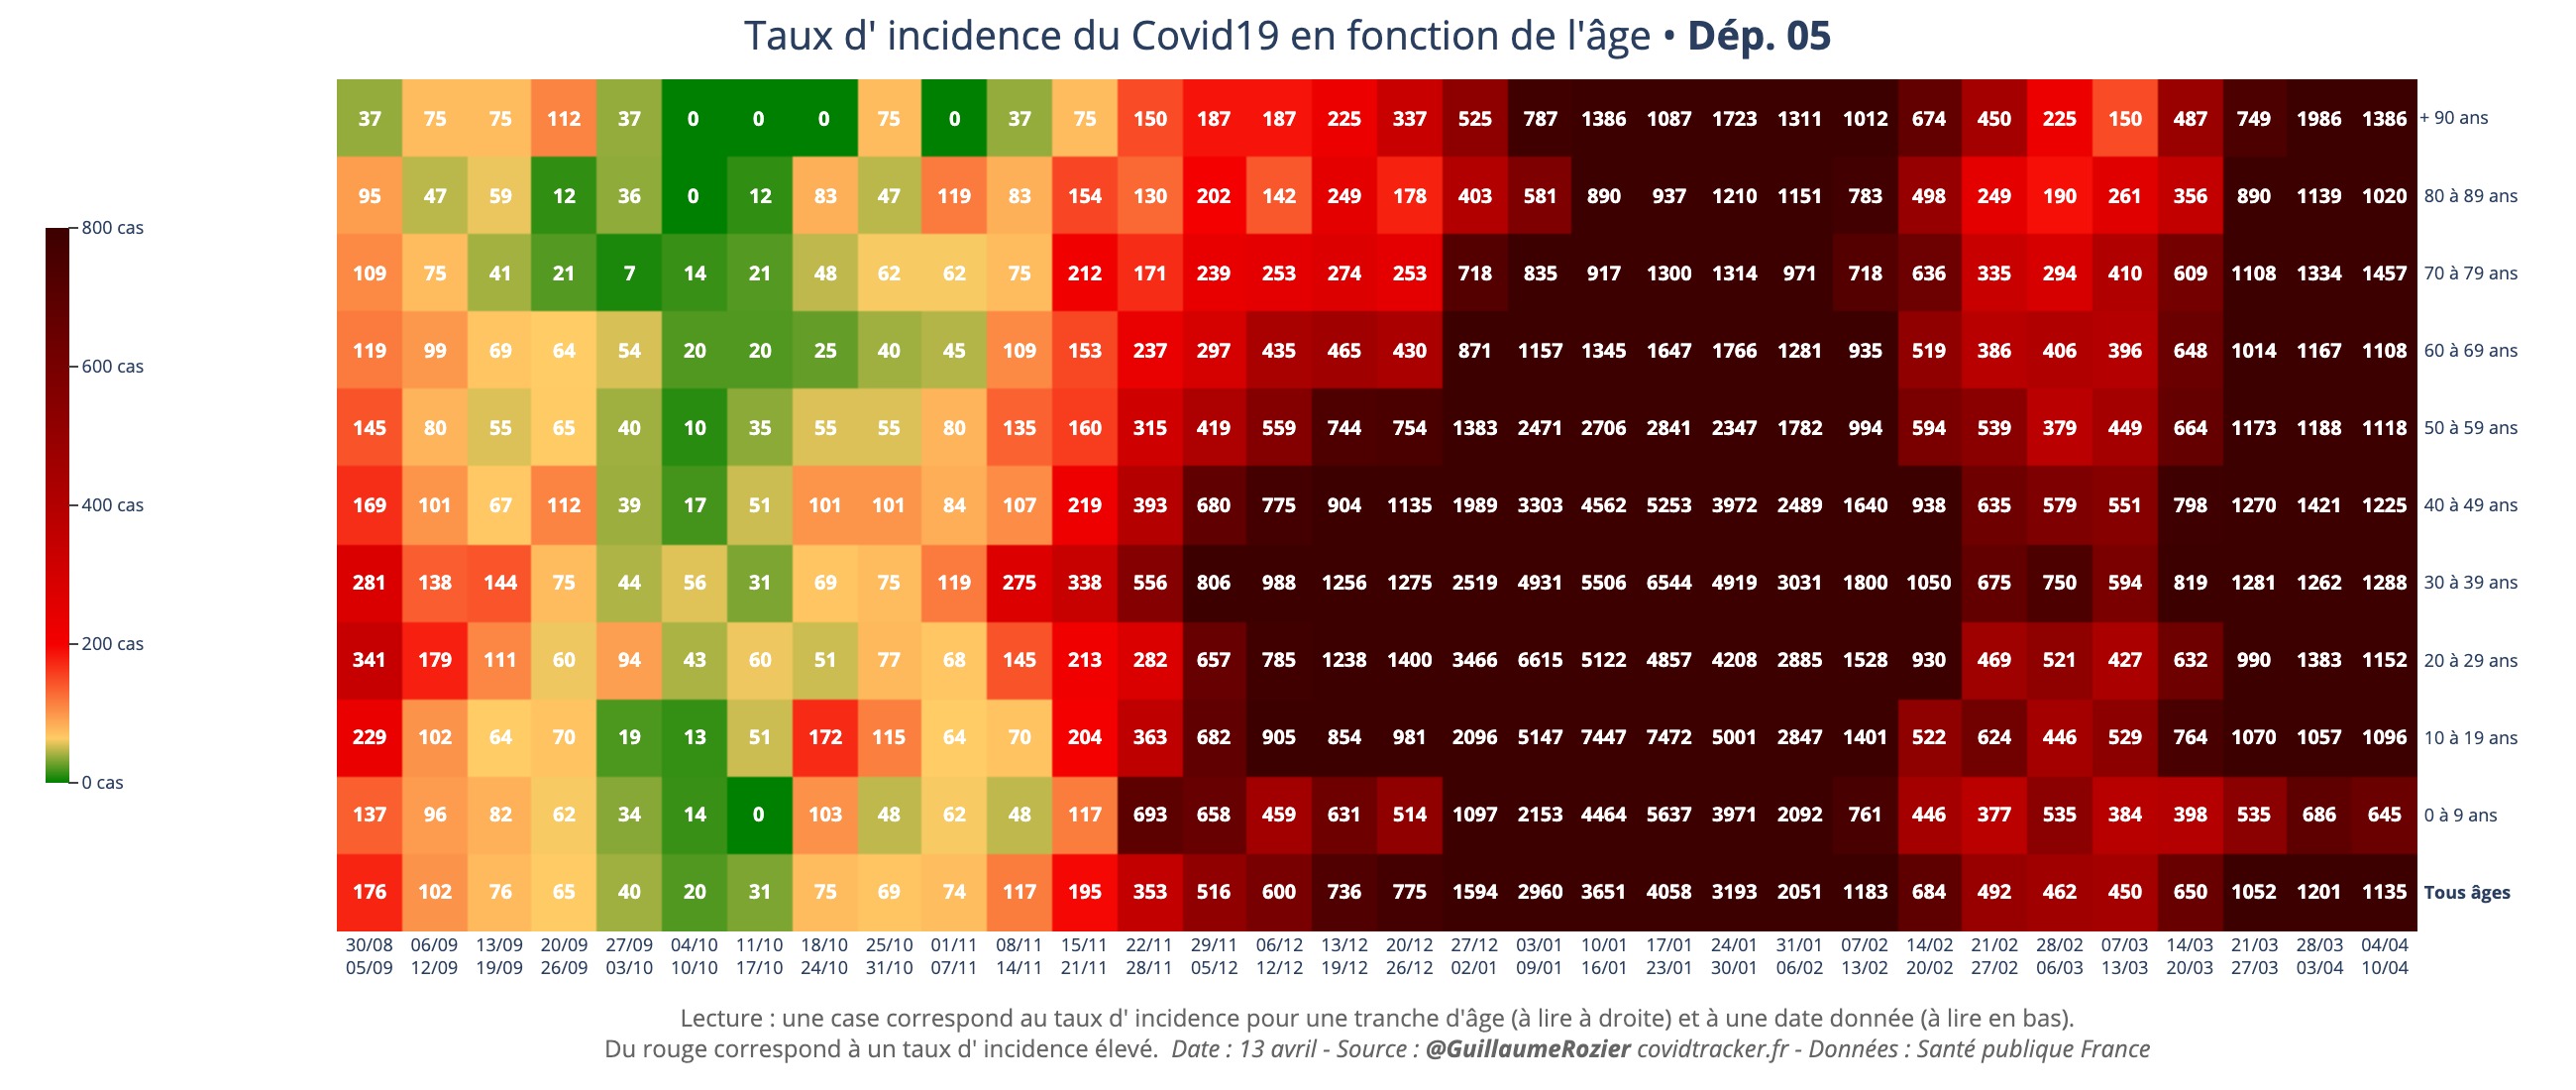 Taux d' incidence du Covid19 en fonction de l'âge • Dép. 05
37 75 75 112 37 0 0 0 75 0 37 75 150 187 187 225 337 525 787 1386 1087 1723 1311 1012 674 450 225 150 487 749 1986 1386 + 90 ans
95 47 59 12 36 0 12 83 47 119 83 154 130 202 142 249 178 403 581 890 937 1210 1151 783 498 249 190 261 356 890 1139 1020 80 à 89 ans
800 cas
109 75 41 21 7 14 21 48 62 62 75 212 171 239 253 274 253 718 835 917 1300 1314 971 718 636 335 294 410 609 1108 1334 1457 70 à 79 ans
119 99 69 64 54 20 20 25 40 45 109 153 237 297 435 465 430 871 1157 1345 1647 1766 1281 935 519 386 406 396 648 1014 1167 1108 60 à 69 ans
600 cas
145 80 55 65 40 10 35 55 55 80 135 160 315 419 559 744 754 1383 2471 2706 2841 2347 1782 994 594 539 379 449 664 1173 1188 1118 50 à 59 ans
400 cas
169 101 67 112 39 17 51 101 101 84 107 219 393 680 775 904 1135 1989 3303 4562 5253 3972 2489 1640 938 635 579 551 798 1270 1421 1225 40 à 49 ans
281 138 144 75 44 56 31 69 75 119 275 338 556 806 988 1256 1275 2519 4931 5506 6544 4919 3031 1800 1050 675 750 594 819 1281 1262 1288 30 à 39 ans
200 cas
341 179 111 60 94 43 60 51 77 68 145 213 282 657 785 1238 1400 3466 6615 5122 4857 4208 2885 1528 930 469 521 427 632 990 1383 1152 20 à 29 ans
229 102 64 70 19 13 51 172 115 64 70 204 363 682 905 854 981 2096 5147 7447 7472 5001 2847 1401 522 624 446 529 764 1070 1057 1096 10 à 19 ans
0 cas
137 96 82 62 34 14 0 103 48 62 48 117 693 658 459 631 514 1097 2153 4464 5637 3971 2092 761 446 377 535 384 398 535 686 645 0 à 9 ans
176 102 76 65 40 20 31 75 69 74 117 195 353 516 600 736 775 1594 2960 3651 4058 3193 2051 1183 684 492 462 450 650 1052 1201 1135 Tous âges
30/08 06/09 13/09 20/09 27/09 04/10 11/10 18/10 25/10 01/11 08/11 15/11 22/11 29/11 06/12 13/12 20/12 27/12 03/01 10/01 17/01 24/01 31/01 07/02 14/02 21/02 28/02 07/03 14/03 21/03 28/03 04/04
05/09 12/09 19/09 26/09 03/10 10/10 17/10 24/10 31/10 07/11 14/11 21/11 28/11 05/12 12/12 19/12 26/12 02/01 09/01 16/01 23/01 30/01 06/02 13/02 20/02 27/02 06/03 13/03 20/03 27/03 03/04 10/04
Lecture : une case correspond au taux d' incidence pour une tranche d'âge (à lire à droite) et à une date donnée (à lire en bas).
Du rouge correspond à un taux d' incidence élevé. Date : 13 avril - Source : @GuillaumeRozier covidtracker.fr - Données : Santé publique France